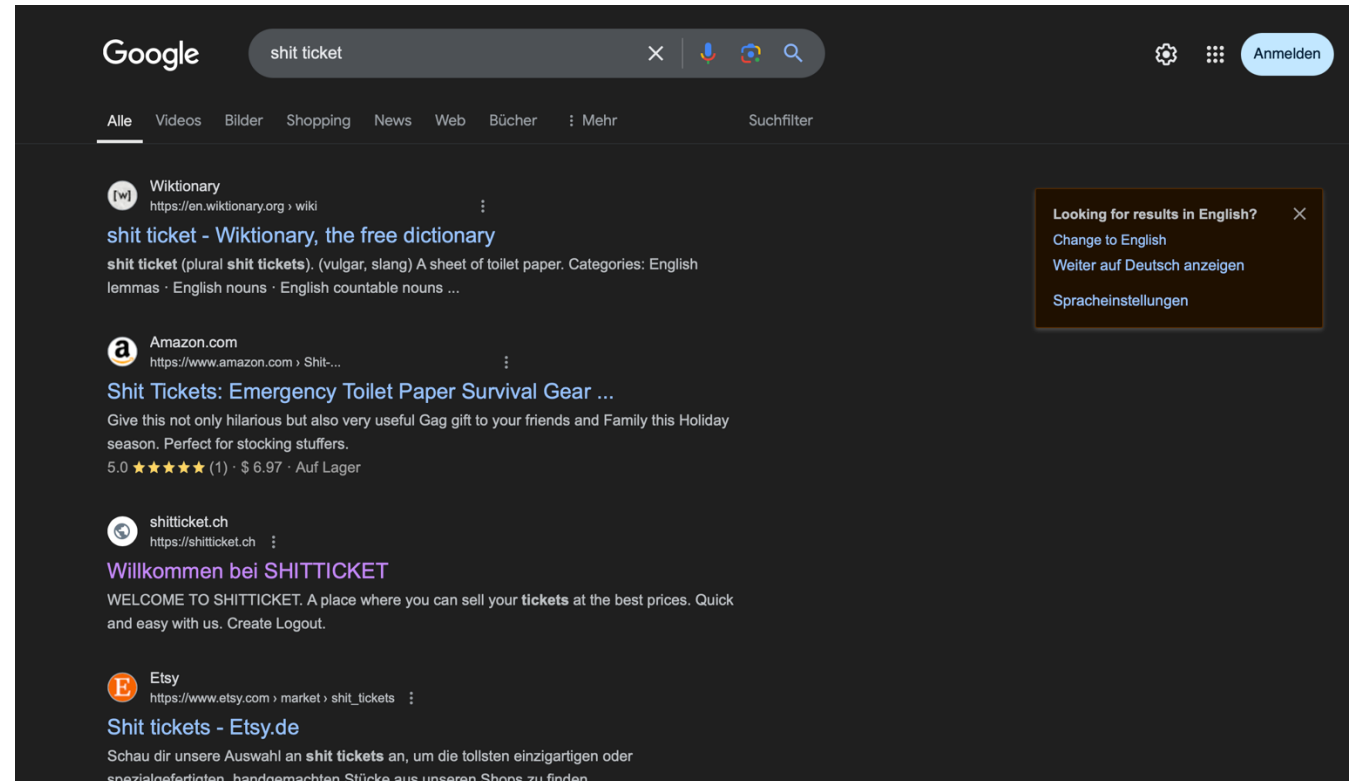 Google
shit ticket
Anmelden
Alle Videos Bilder Shopping News Web Bücher Mehr Suchfilter
[w]
Wiktionary
https://en.wiktionary.org › wiki
shit ticket - Wiktionary, the free dictionary
shit ticket (plural shit tickets). (vulgar, slang) A sheet of toilet paper. Categories: English
lemmas · English nouns · English countable nouns ...
Looking for results in English?
Change to English
Weiter auf Deutsch anzeigen
Spracheinstellungen
a
Amazon.com
https://www.amazon.com › Shit-...
Shit Tickets: Emergency Toilet Paper Survival Gear ...
Give this not only hilarious but also very useful Gag gift to your friends and Family this Holiday
season. Perfect for stocking stuffers.
5.0 ★★★★★ (1) · $ 6.97 · Auf Lager
shitticket.ch
https://shitticket.ch
Willkommen bei SHITTICKET
WELCOME TO SHITTICKET. A place where you can sell your tickets at the best prices. Quick
and easy with us. Create Logout.
E
Etsy
https://www.etsy.com › market › shit_tickets
Shit tickets - Etsy.de
Schau dir unsere Auswahl an shit tickets an, um die tollsten einzigartigen oder
spezialgefertigten, handgemachten Stücke aus unseren Shops zu finden